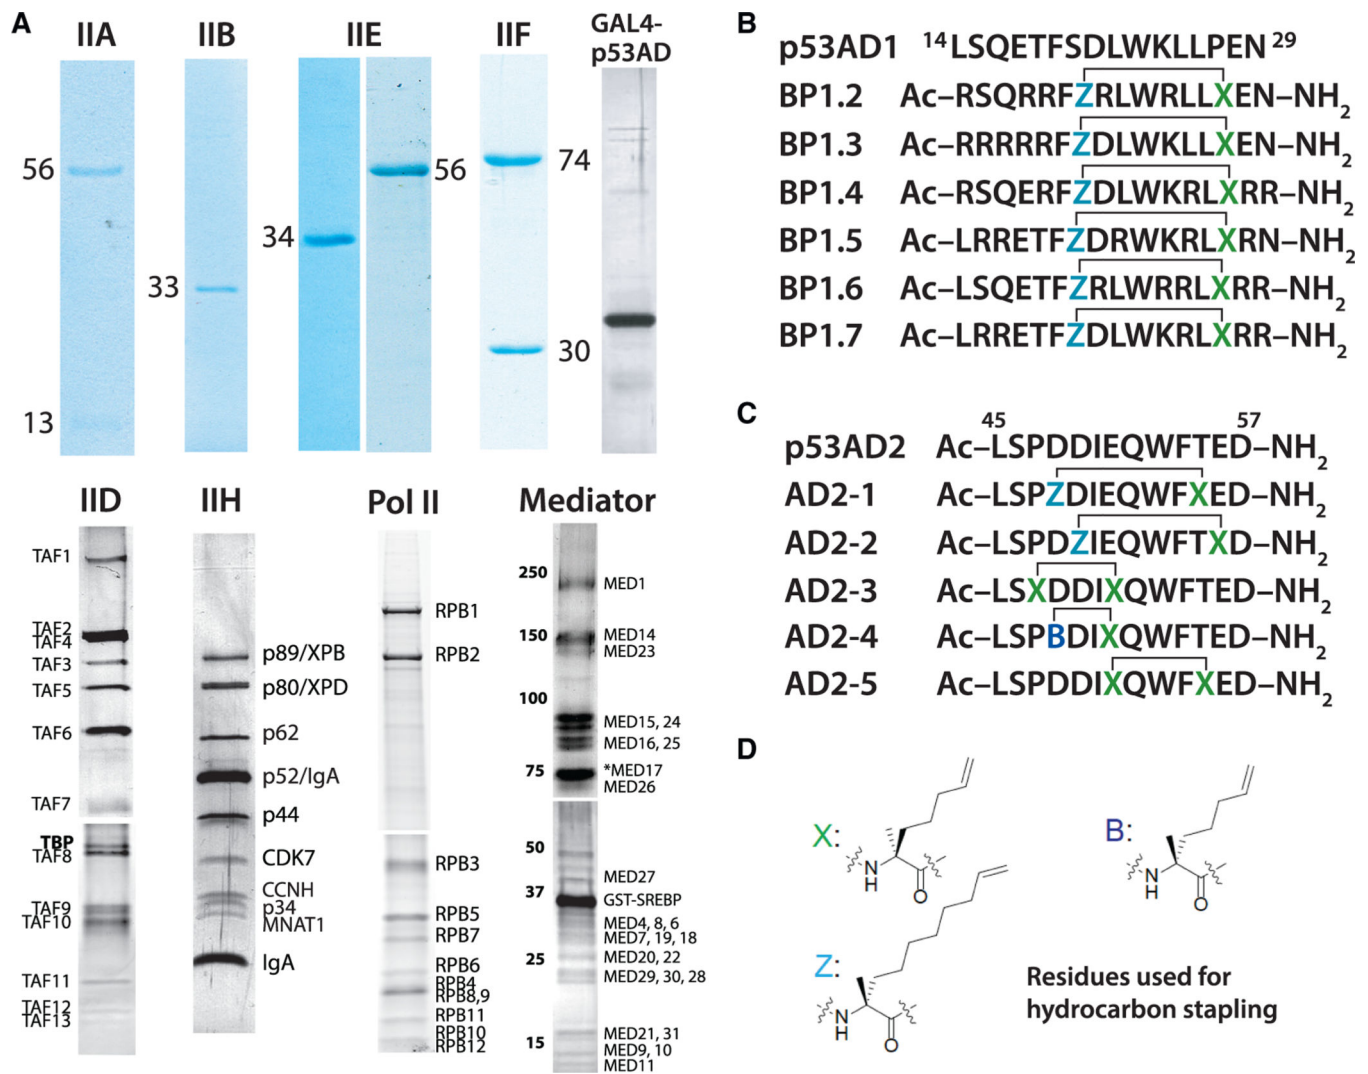 A
IIA
IIB
IIE
IIF
GAL4-
p53AD
56
13
33
34
56
74
30
IID
TAF1
TAF2
TAF4
TAF3
TAF5
TAF6
TAF7
TBP
TAF8
TAF9
TAF10
TAF11
TAF12
TAF13
IIH
p89/XPB
p80/XPD
p62
p52/IgA
p44
CDK7
CCNH
p34
MNAT1
IgA
Pol II
RPB1
RPB2
RPB3
RPB5
RPB7
RPB6
RPB4
RPB8,9
RPB11
RPB10
RPB12
Mediator
250
150
100
75
50
37
25
15
MED1
MED14
MED23
MED15, 24
MED16, 25
*MED17
MED26
MED27
GST-SREBP
MED4, 8, 6
MED7, 19, 18
MED20, 22
MED29, 30, 28
MED21, 31
MED9, 10
MED11
B
p53AD1 14LSQETFSDLWKLLPEN29
BP1.2 Ac–RSQRRFZRLWRLLXEN–NH2
BP1.3 Ac–RRRRRFZDLWKLLXEN–NH2
BP1.4 Ac–RSQERFZDLWKRLXRR–NH2
BP1.5 Ac–LRRETFZDRWKRLXRN–NH2
BP1.6 Ac–LSQETFZRLWRRLXRR–NH2
BP1.7 Ac–LRRETFZDLWKRLXRR–NH2
C
45 57
p53AD2 Ac–LSPDDIEQWFTED–NH2
AD2-1 Ac–LSPZDIEQWFXED–NH2
AD2-2 Ac–LSPDZIEQWFTXD–NH2
AD2-3 Ac–LSXDDIXQWFTED–NH2
AD2-4 Ac–LSPBDIXQWFTED–NH2
AD2-5 Ac–LSPDDIXQWFXED–NH2
D
X:
N
H
O
B:
N
H
O
Z:
N
H
O
Residues used for
hydrocarbon stapling